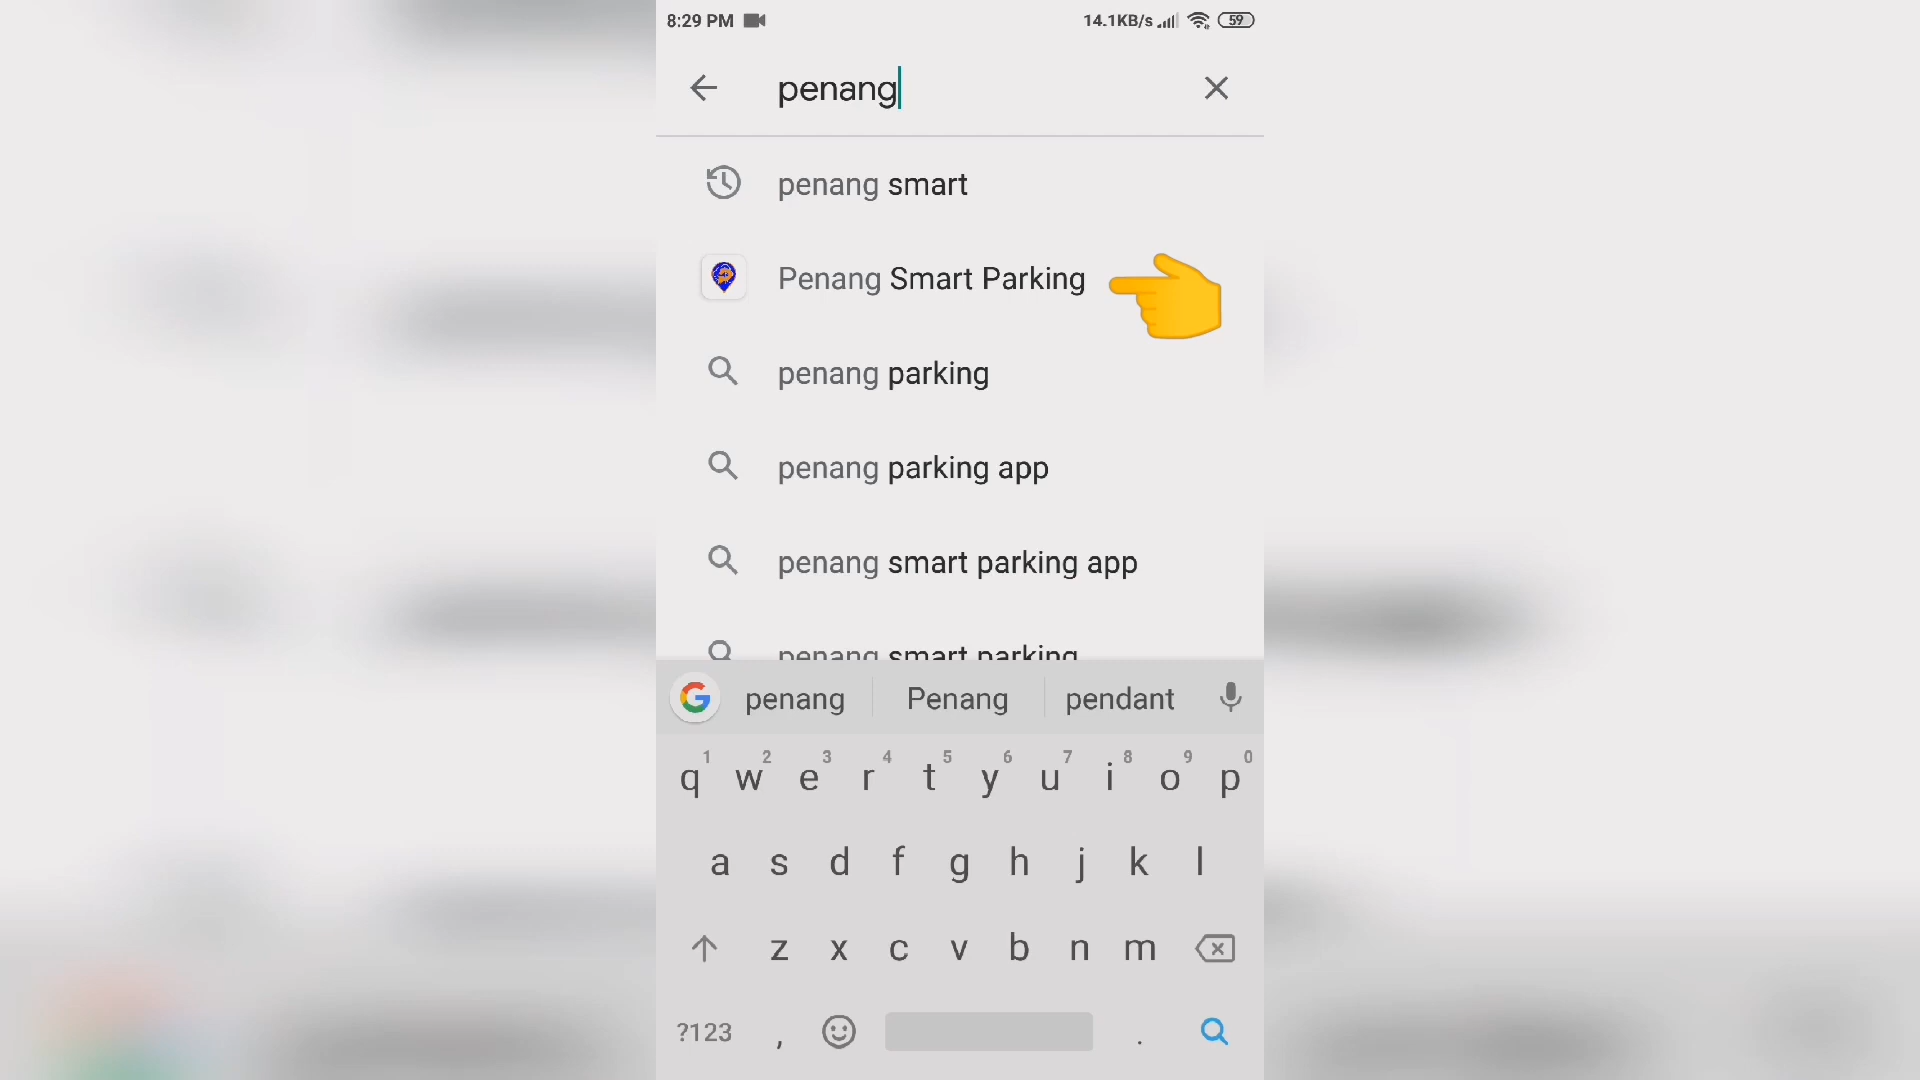 8:29 PM 14.1KB/s 59
penang
penang smart
Penang Smart Parking
penang parking
penang parking app
penang smart parking app
penang smart parking
penang Penang pendant
1 2 3 4 5 6 7 8 9 0
q w e r t y u i o p
a s d f g h j k l
z x c v b n m
?123 , .